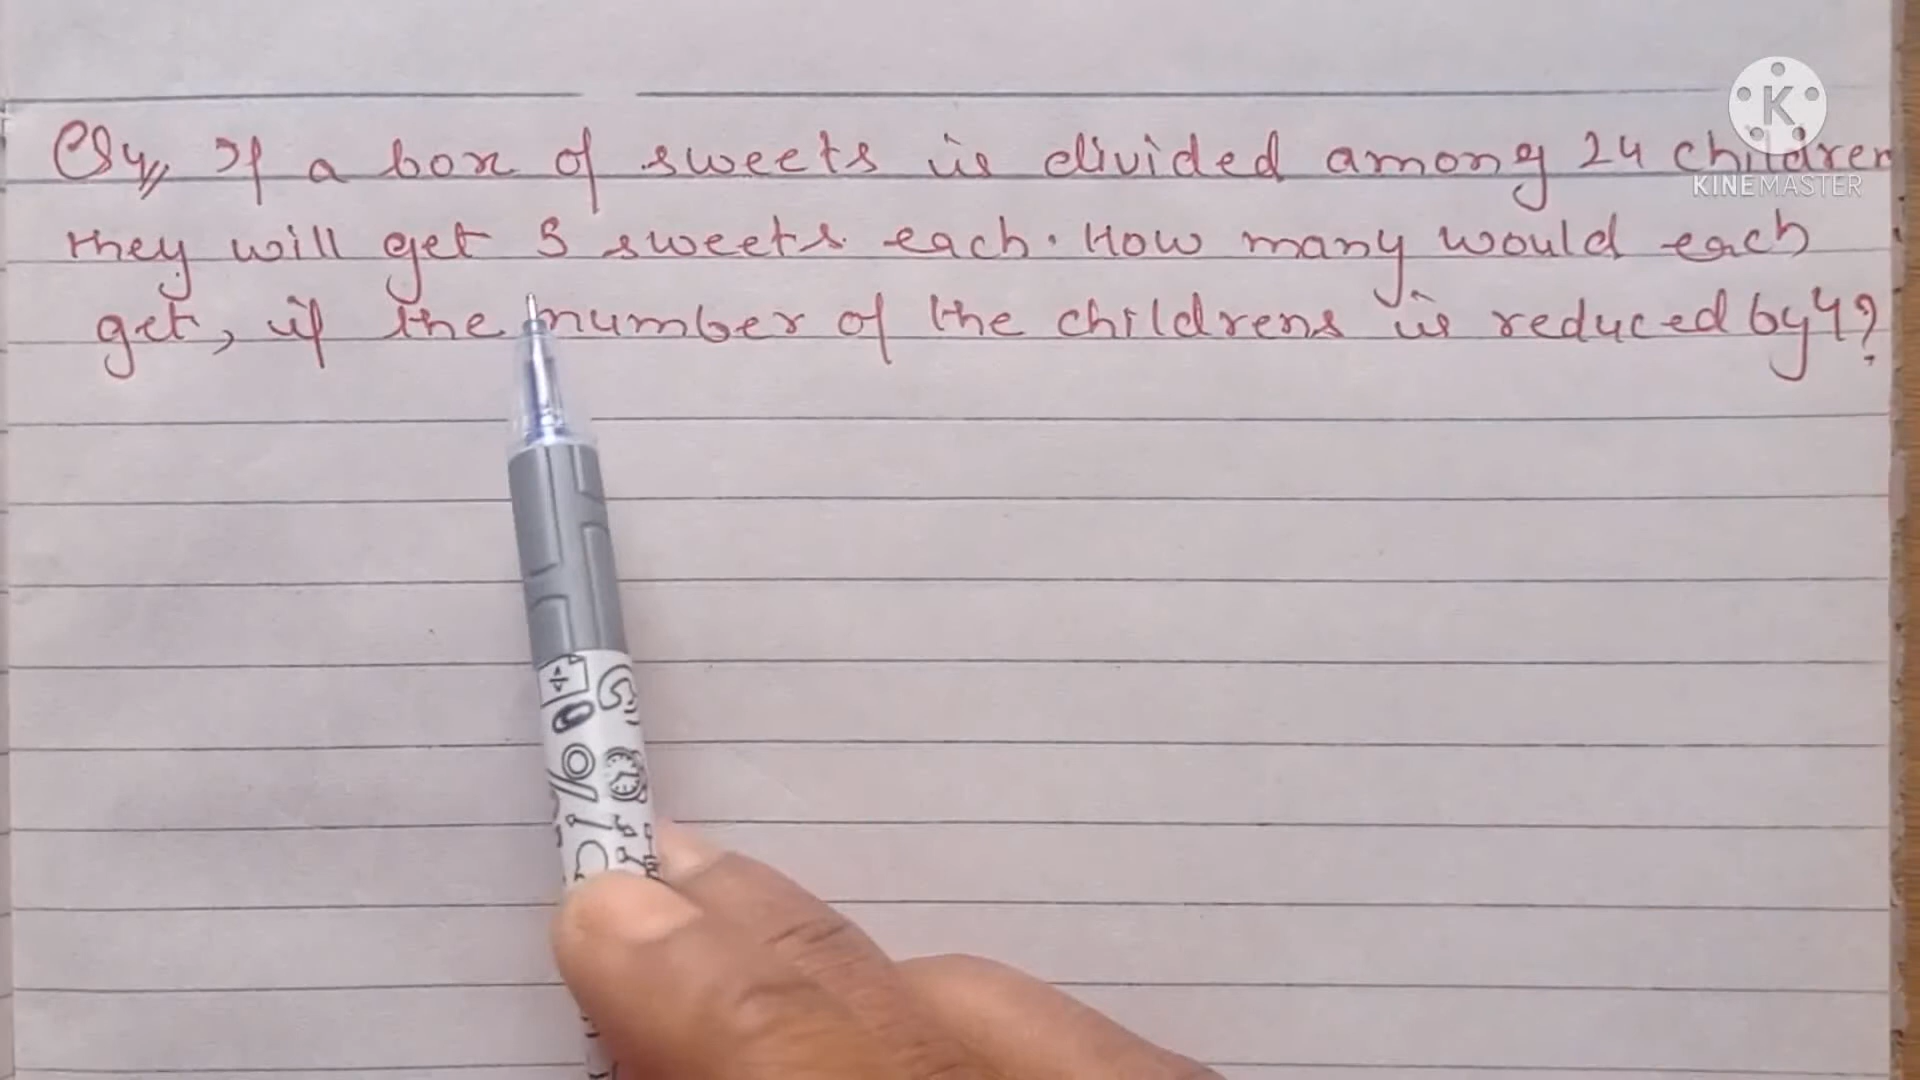 Q4,, If a box of sweets is divided among 24 children
they will get 5 sweets each. How many would each
get, if the number of the childrens is reduced by 4?
K
KINEMASTER